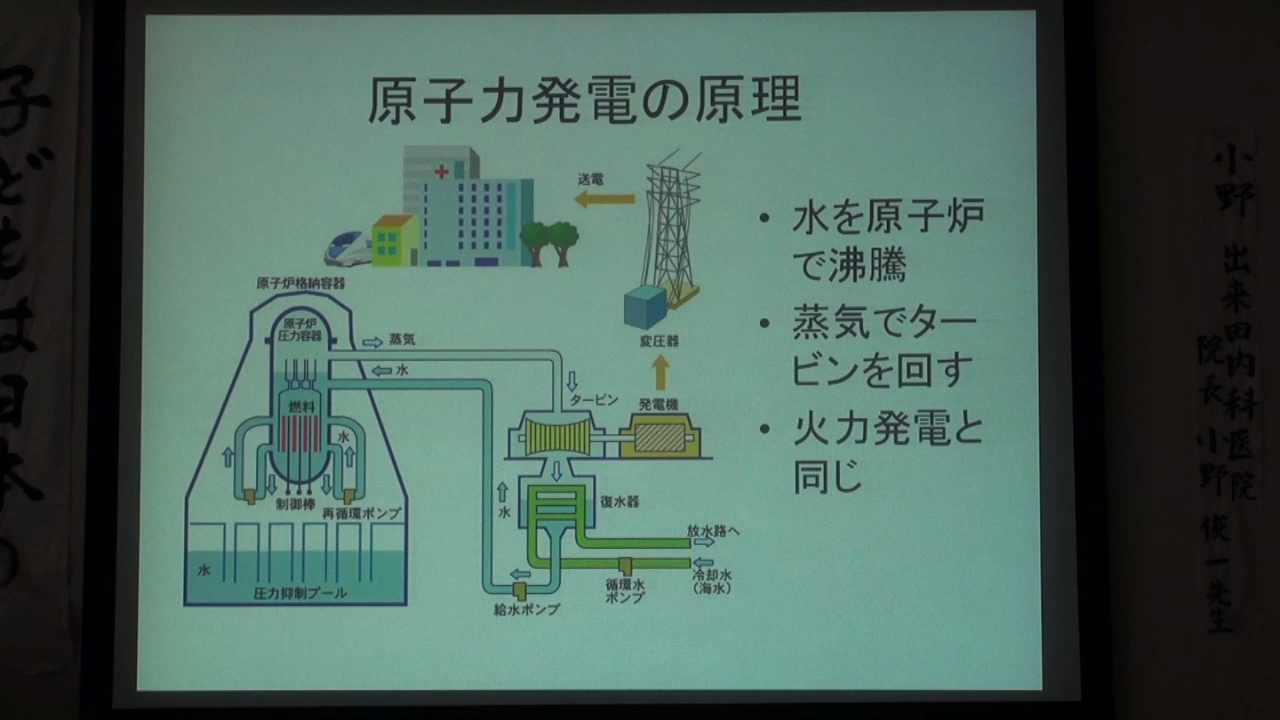 原子力発電の原理
送電
変圧器
発電機
原子炉格納容器
原子炉
圧力容器
蒸気
水
タービン
燃料
水
制御棒
再循環ポンプ
水
圧力抑制プール
水
復水器
放水路へ
冷却水
(海水)
循環水
ポンプ
給水ポンプ
・水を原子炉
で沸騰
・蒸気でター
ビンを回す
・火力発電と
同じ
子どもは日本の
小野 出来田内科医院
院長 小野 俊一 先生